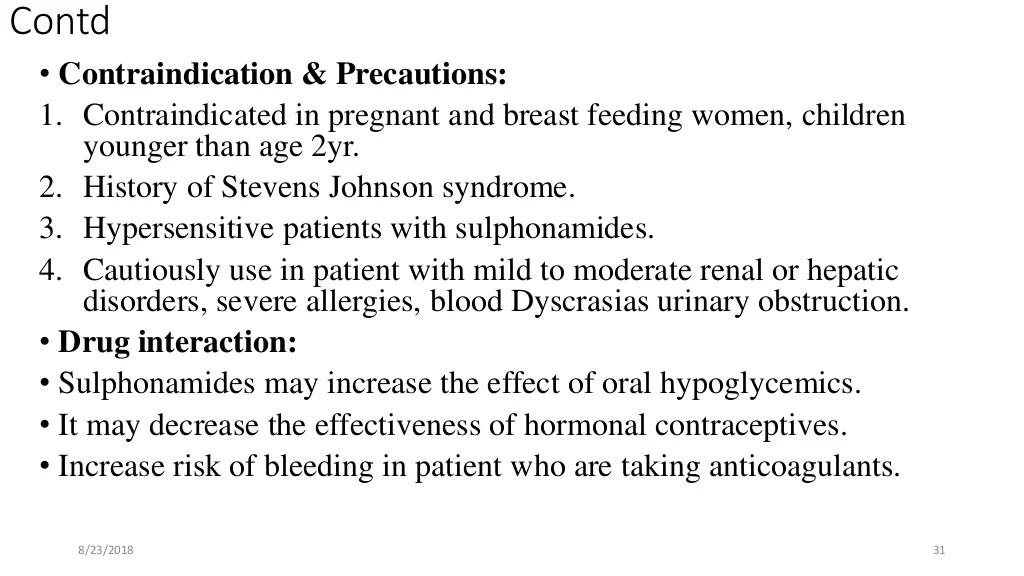 Contd
• Contraindication & Precautions:
1. Contraindicated in pregnant and breast feeding women, children
younger than age 2yr.
2. History of Stevens Johnson syndrome.
3. Hypersensitive patients with sulphonamides.
4. Cautiously use in patient with mild to moderate renal or hepatic
disorders, severe allergies, blood Dyscrasias urinary obstruction.
• Drug interaction:
• Sulphonamides may increase the effect of oral hypoglycemics.
• It may decrease the effectiveness of hormonal contraceptives.
• Increase risk of bleeding in patient who are taking anticoagulants.
8/23/2018 31